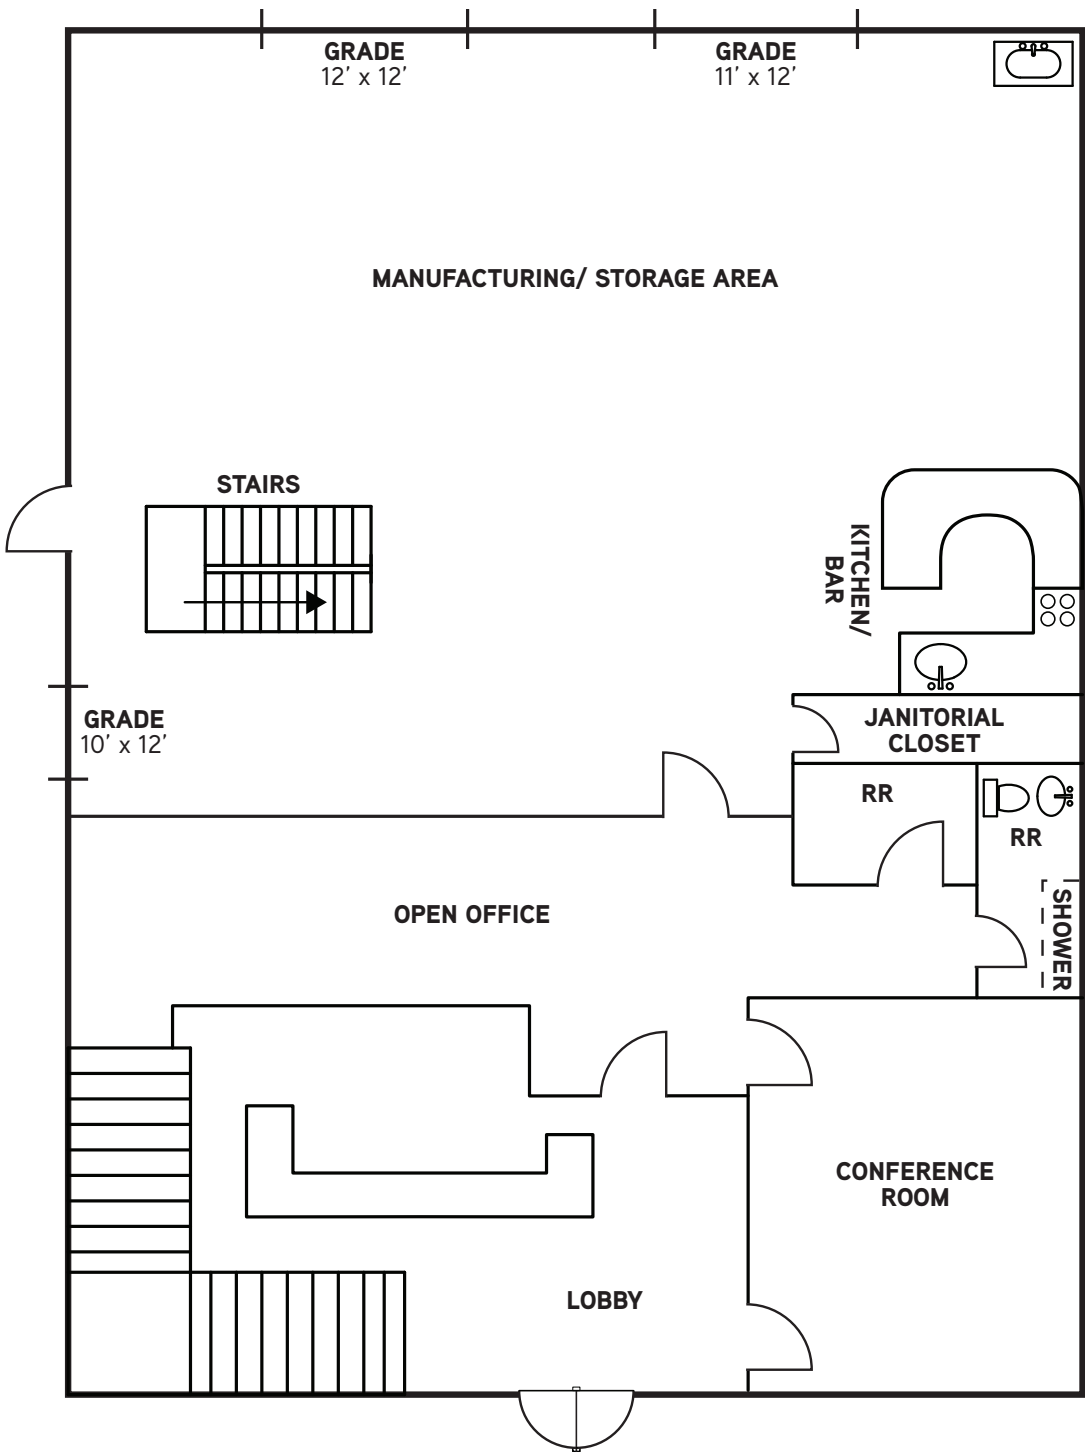 GRADE
12’ x 12’
GRADE
11’ x 12’
MANUFACTURING/ STORAGE AREA
STAIRS
KITCHEN/
BAR
GRADE
10’ x 12’
JANITORIAL
CLOSET
RR
RR
SHOWER
OPEN OFFICE
CONFERENCE
ROOM
LOBBY